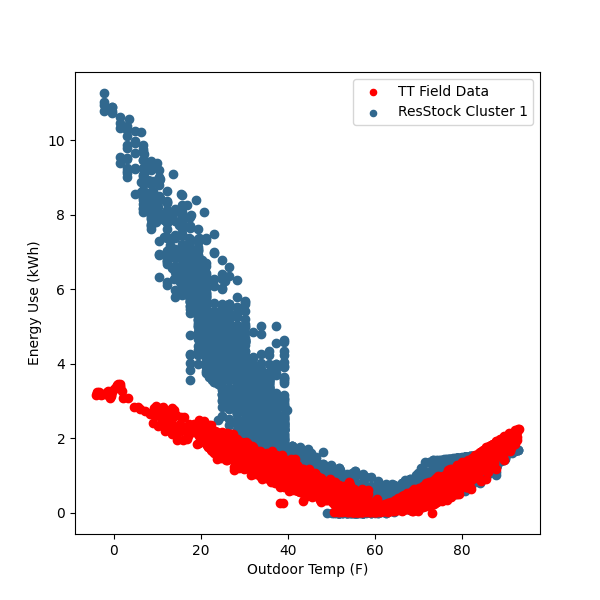 TT Field Data
ResStock Cluster 1
10
8
6
4
2
0
Energy Use (kWh)
0 20 40 60 80
Outdoor Temp (F)